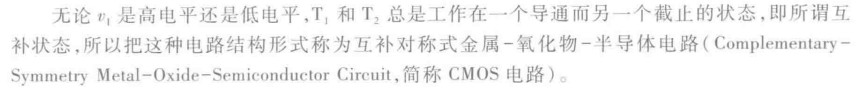 无论 v₁ 是高电平还是低电平,T₁ 和 T₂ 总是工作在一个导通而另一个截止的状态,即所谓互
补状态,所以把这种电路结构形式称为互补对称式金属-氧化物-半导体电路(Complementary-
Symmetry Metal-Oxide-Semiconductor Circuit,简称 CMOS 电路)。